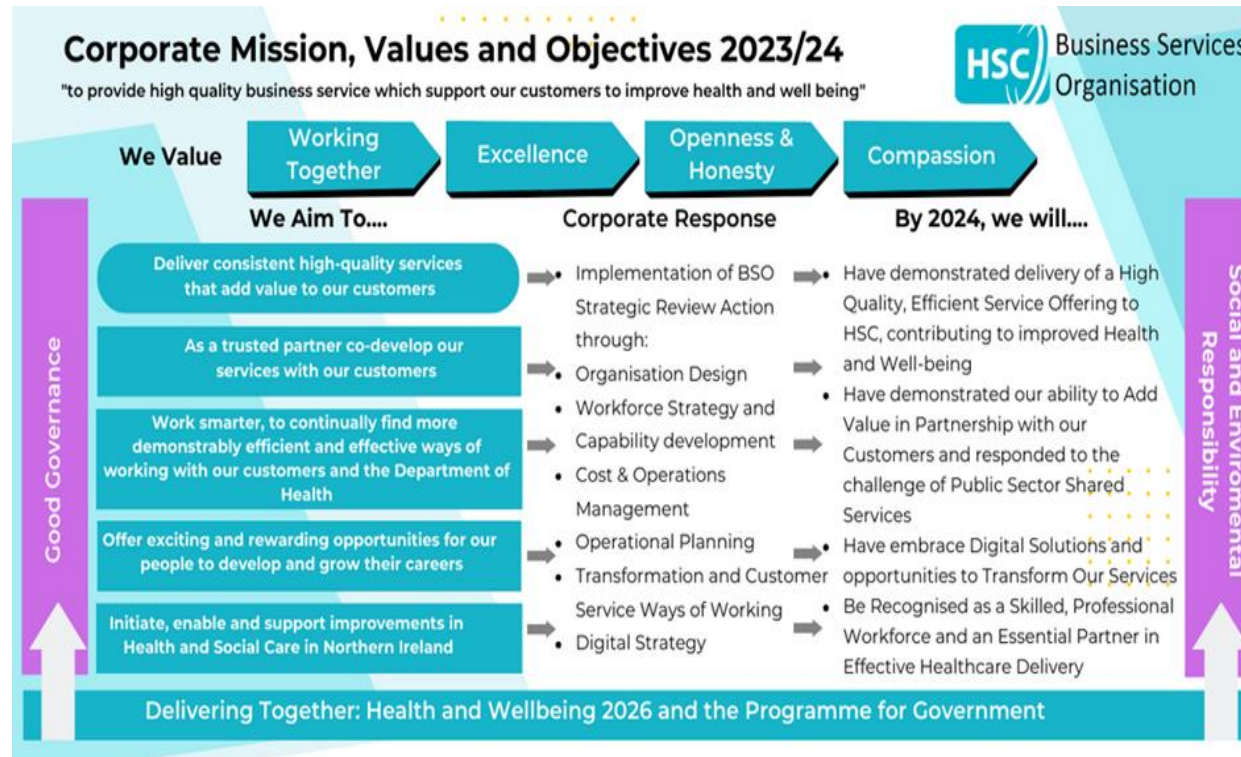 Corporate Mission, Values and Objectives 2023/24
"to provide high quality business service which support our customers to improve health and well being"
HSC
Business Services
Organisation
We Value
Working
Together
Excellence
Openness &
Honesty
Compassion
We Aim To....
Corporate Response
By 2024, we will....
Good Governance
Deliver consistent high-quality services
that add value to our customers
As a trusted partner co-develop our
services with our customers
Work smarter, to continually find more
demonstrably efficient and effective ways of
working with our customers and the Department of
Health
Offer exciting and rewarding opportunities for our
people to develop and grow their careers
Initiate, enable and support improvements in
Health and Social Care in Northern Ireland
• Implementation of BSO
Strategic Review Action
through:
• Organisation Design
• Workforce Strategy and
• Capability development
• Cost & Operations
Management
• Operational Planning
• Transformation and Customer
Service Ways of Working
• Digital Strategy
• Have demonstrated delivery of a High
Quality, Efficient Service Offering to
HSC, contributing to improved Health
and Well-being
• Have demonstrated our ability to Add
Value in Partnership with our
Customers and responded to the
challenge of Public Sector Shared
Services
• Have embrace Digital Solutions and
opportunities to Transform Our Services
• Be Recognised as a Skilled, Professional
Workforce and an Essential Partner in
Effective Healthcare Delivery
Social and Enviromental
Responsibility
Delivering Together: Health and Wellbeing 2026 and the Programme for Government